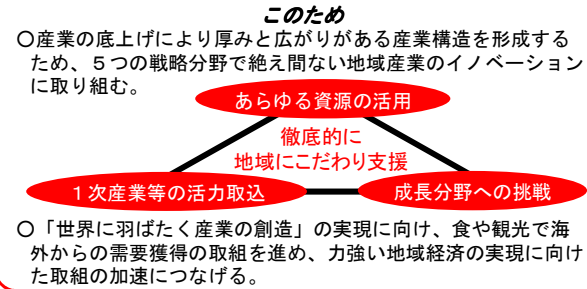 このため
○産業の底上げにより厚みと広がりがある産業構造を形成する
ため、５つの戦略分野で絶え間ない地域産業のイノベーション
に取り組む。
あらゆる資源の活用
徹底的に
地域にこだわり支援
１次産業等の活力取込
成長分野への挑戦
○「世界に羽ばたく産業の創造」の実現に向け、食や観光で海
外からの需要獲得の取組を進め、力強い地域経済の実現に向け
た取組の加速につなげる。